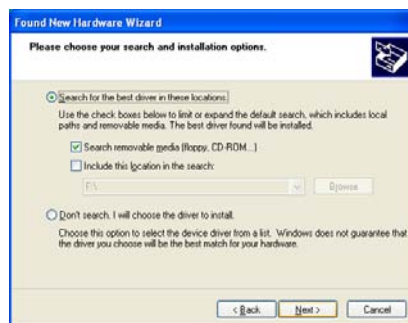 Found New Hardware Wizard
Please choose your search and installation options.
Search for the best driver in these locations.
Use the check boxes below to limit or expand the default search, which includes local
paths and removable media. The best driver found will be installed.
Search removable media (floppy, CD-ROM...)
Include this location in the search:
F:\
Browse
Don't search. I will choose the driver to install.
Choose this option to select the device driver from a list. Windows does not guarantee that
the driver you choose will be the best match for your hardware.
< Back
Next >
Cancel